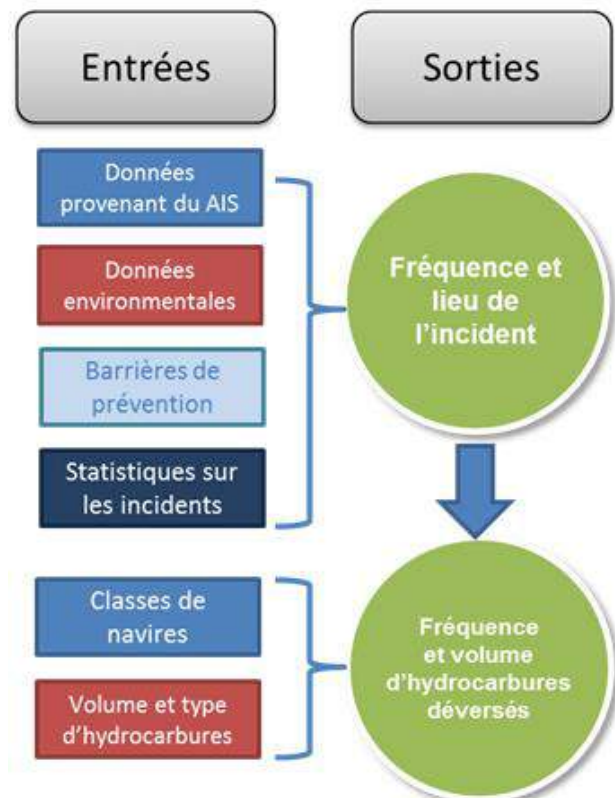 Entrées
Sorties
Données
provenant du AIS
Données
environmentales
Barrières de
prévention
Statistiques sur
les incidents
Fréquence et
lieu de
l'incident
Classes de
navires
Volume et type
d'hydrocarbures
Fréquence
et volume
d'hydrocarbures
déversés